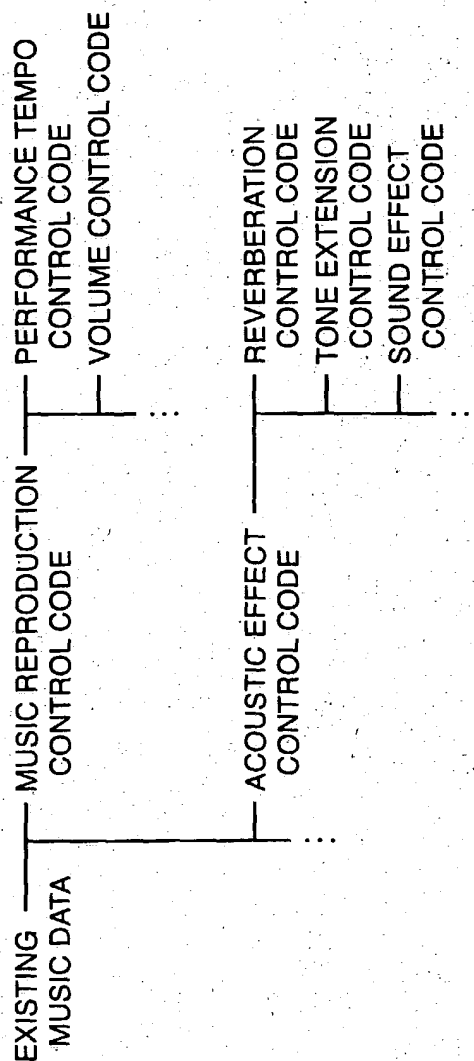 EXISTING
MUSIC DATA
MUSIC REPRODUCTION
CONTROL CODE
PERFORMANCE TEMPO
CONTROL CODE
VOLUME CONTROL CODE
...
ACOUSTIC EFFECT
CONTROL CODE
REVERBERATION
CONTROL CODE
TONE EXTENSION
CONTROL CODE
SOUND EFFECT
CONTROL CODE
...
...